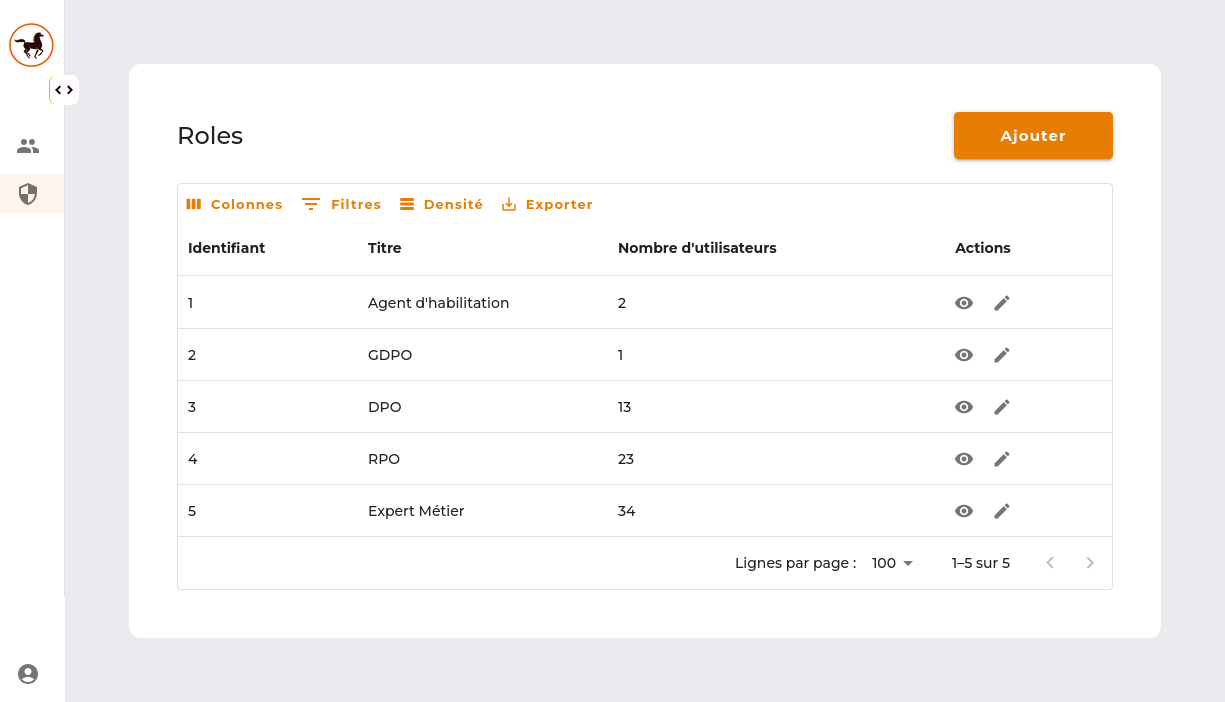 Roles
Ajouter
Colonnes Filtres Densité Exporter
Identifiant Titre Nombre d'utilisateurs Actions
1 Agent d'habilitation 2
2 GDPO 1
3 DPO 13
4 RPO 23
5 Expert Métier 34
Lignes par page : 100 1–5 sur 5